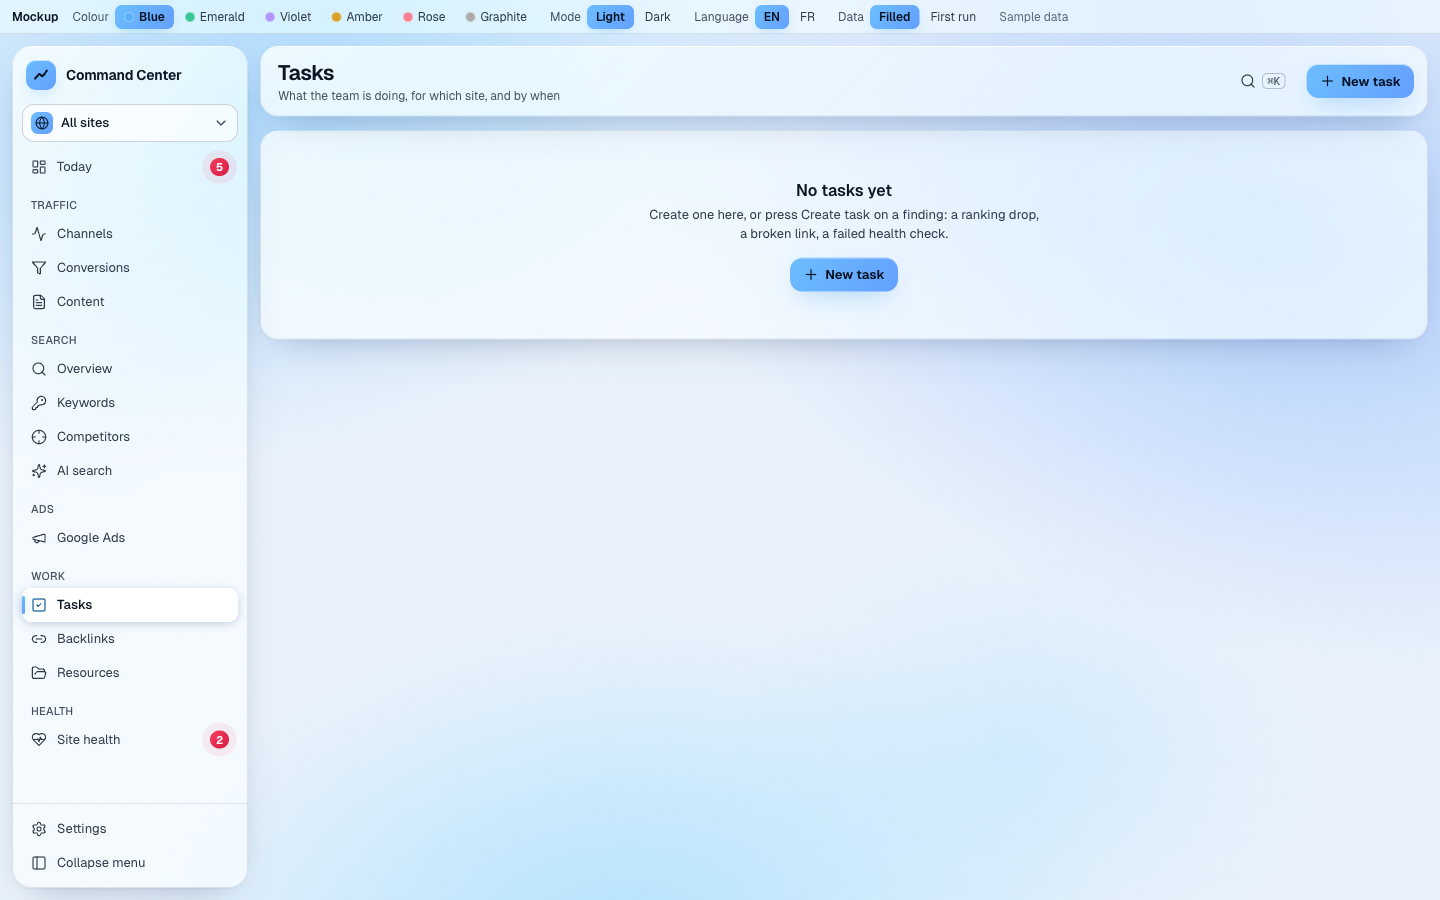 Mockup Colour Blue Emerald Violet Amber Rose Graphite Mode Light Dark Language EN FR Data Filled First run Sample data
Command Center
All sites
Today 5
TRAFFIC
Channels
Conversions
Content
SEARCH
Overview
Keywords
Competitors
AI search
ADS
Google Ads
WORK
Tasks
Backlinks
Resources
HEALTH
Site health 2
Settings
Collapse menu
Tasks
What the team is doing, for which site, and by when
⌘K
New task
No tasks yet
Create one here, or press Create task on a finding: a ranking drop,
a broken link, a failed health check.
New task